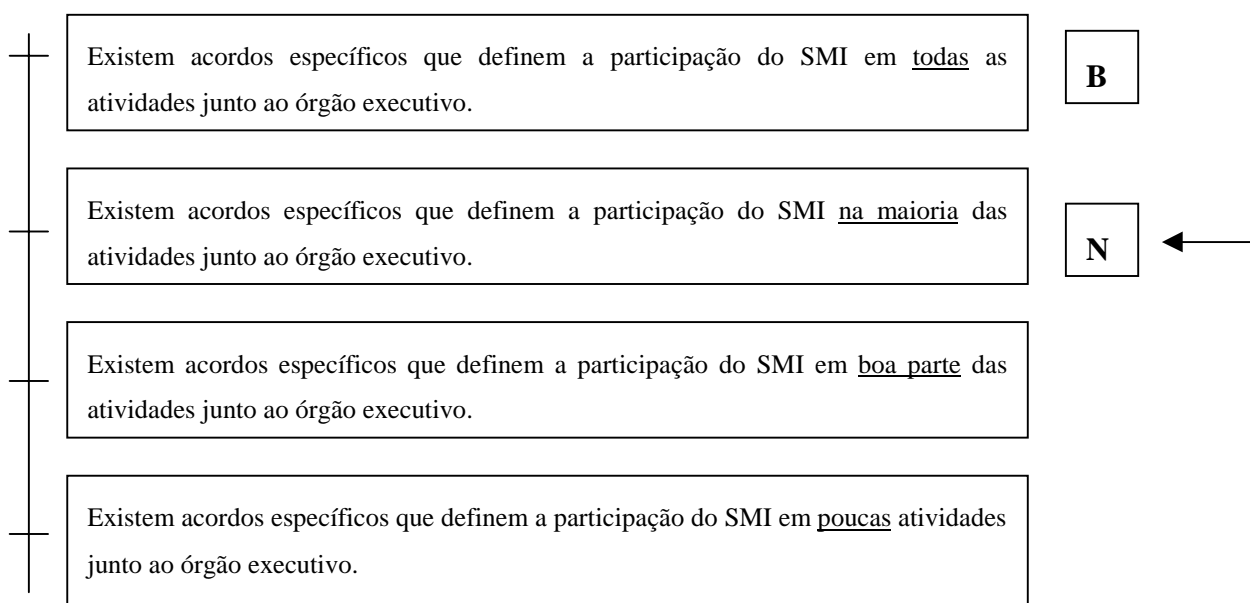 Existem acordos específicos que definem a participação do SMI em todas as
atividades junto ao órgão executivo.
B
Existem acordos específicos que definem a participação do SMI na maioria das
atividades junto ao órgão executivo.
N
Existem acordos específicos que definem a participação do SMI em boa parte das
atividades junto ao órgão executivo.
Existem acordos específicos que definem a participação do SMI em poucas atividades
junto ao órgão executivo.